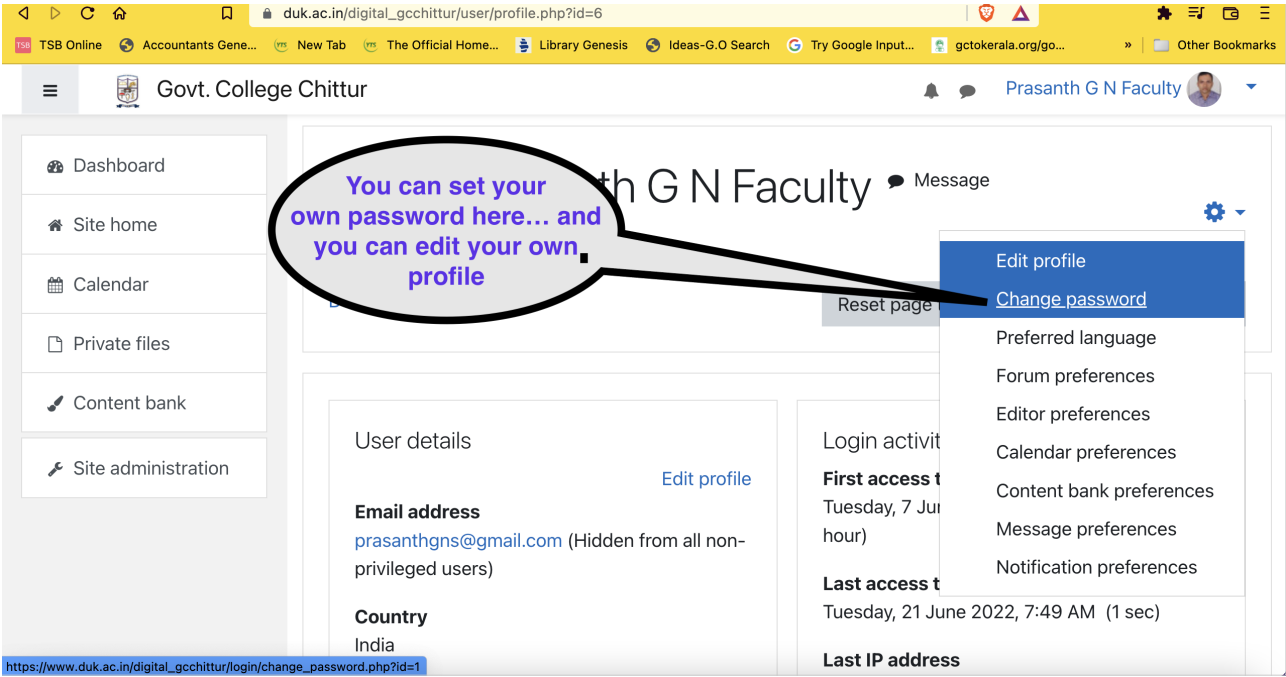 duk.ac.in/digital_gcchittur/user/profile.php?id=6
TSB TSB Online Accountants Gene... New Tab The Official Home... Library Genesis Ideas-G.O Search Try Google Input... gctokerala.org/go... » Other Bookmarks
Govt. College Chittur
Prasanth G N Faculty
Dashboard
Site home
Calendar
Private files
Content bank
Site administration
th G N Faculty Message
You can set your
own password here... and
you can edit your own
profile
Reset page
Edit profile
Change password
Preferred language
Forum preferences
Editor preferences
Calendar preferences
Content bank preferences
Message preferences
Notification preferences
User details
Edit profile
Email address
prasanthgns@gmail.com (Hidden from all non-
privileged users)
Country
India
Login activit
First access t
Tuesday, 7 Jun
hour)
Last access t
Tuesday, 21 June 2022, 7:49 AM (1 sec)
Last IP address
https://www.duk.ac.in/digital_gcchittur/login/change_password.php?id=1